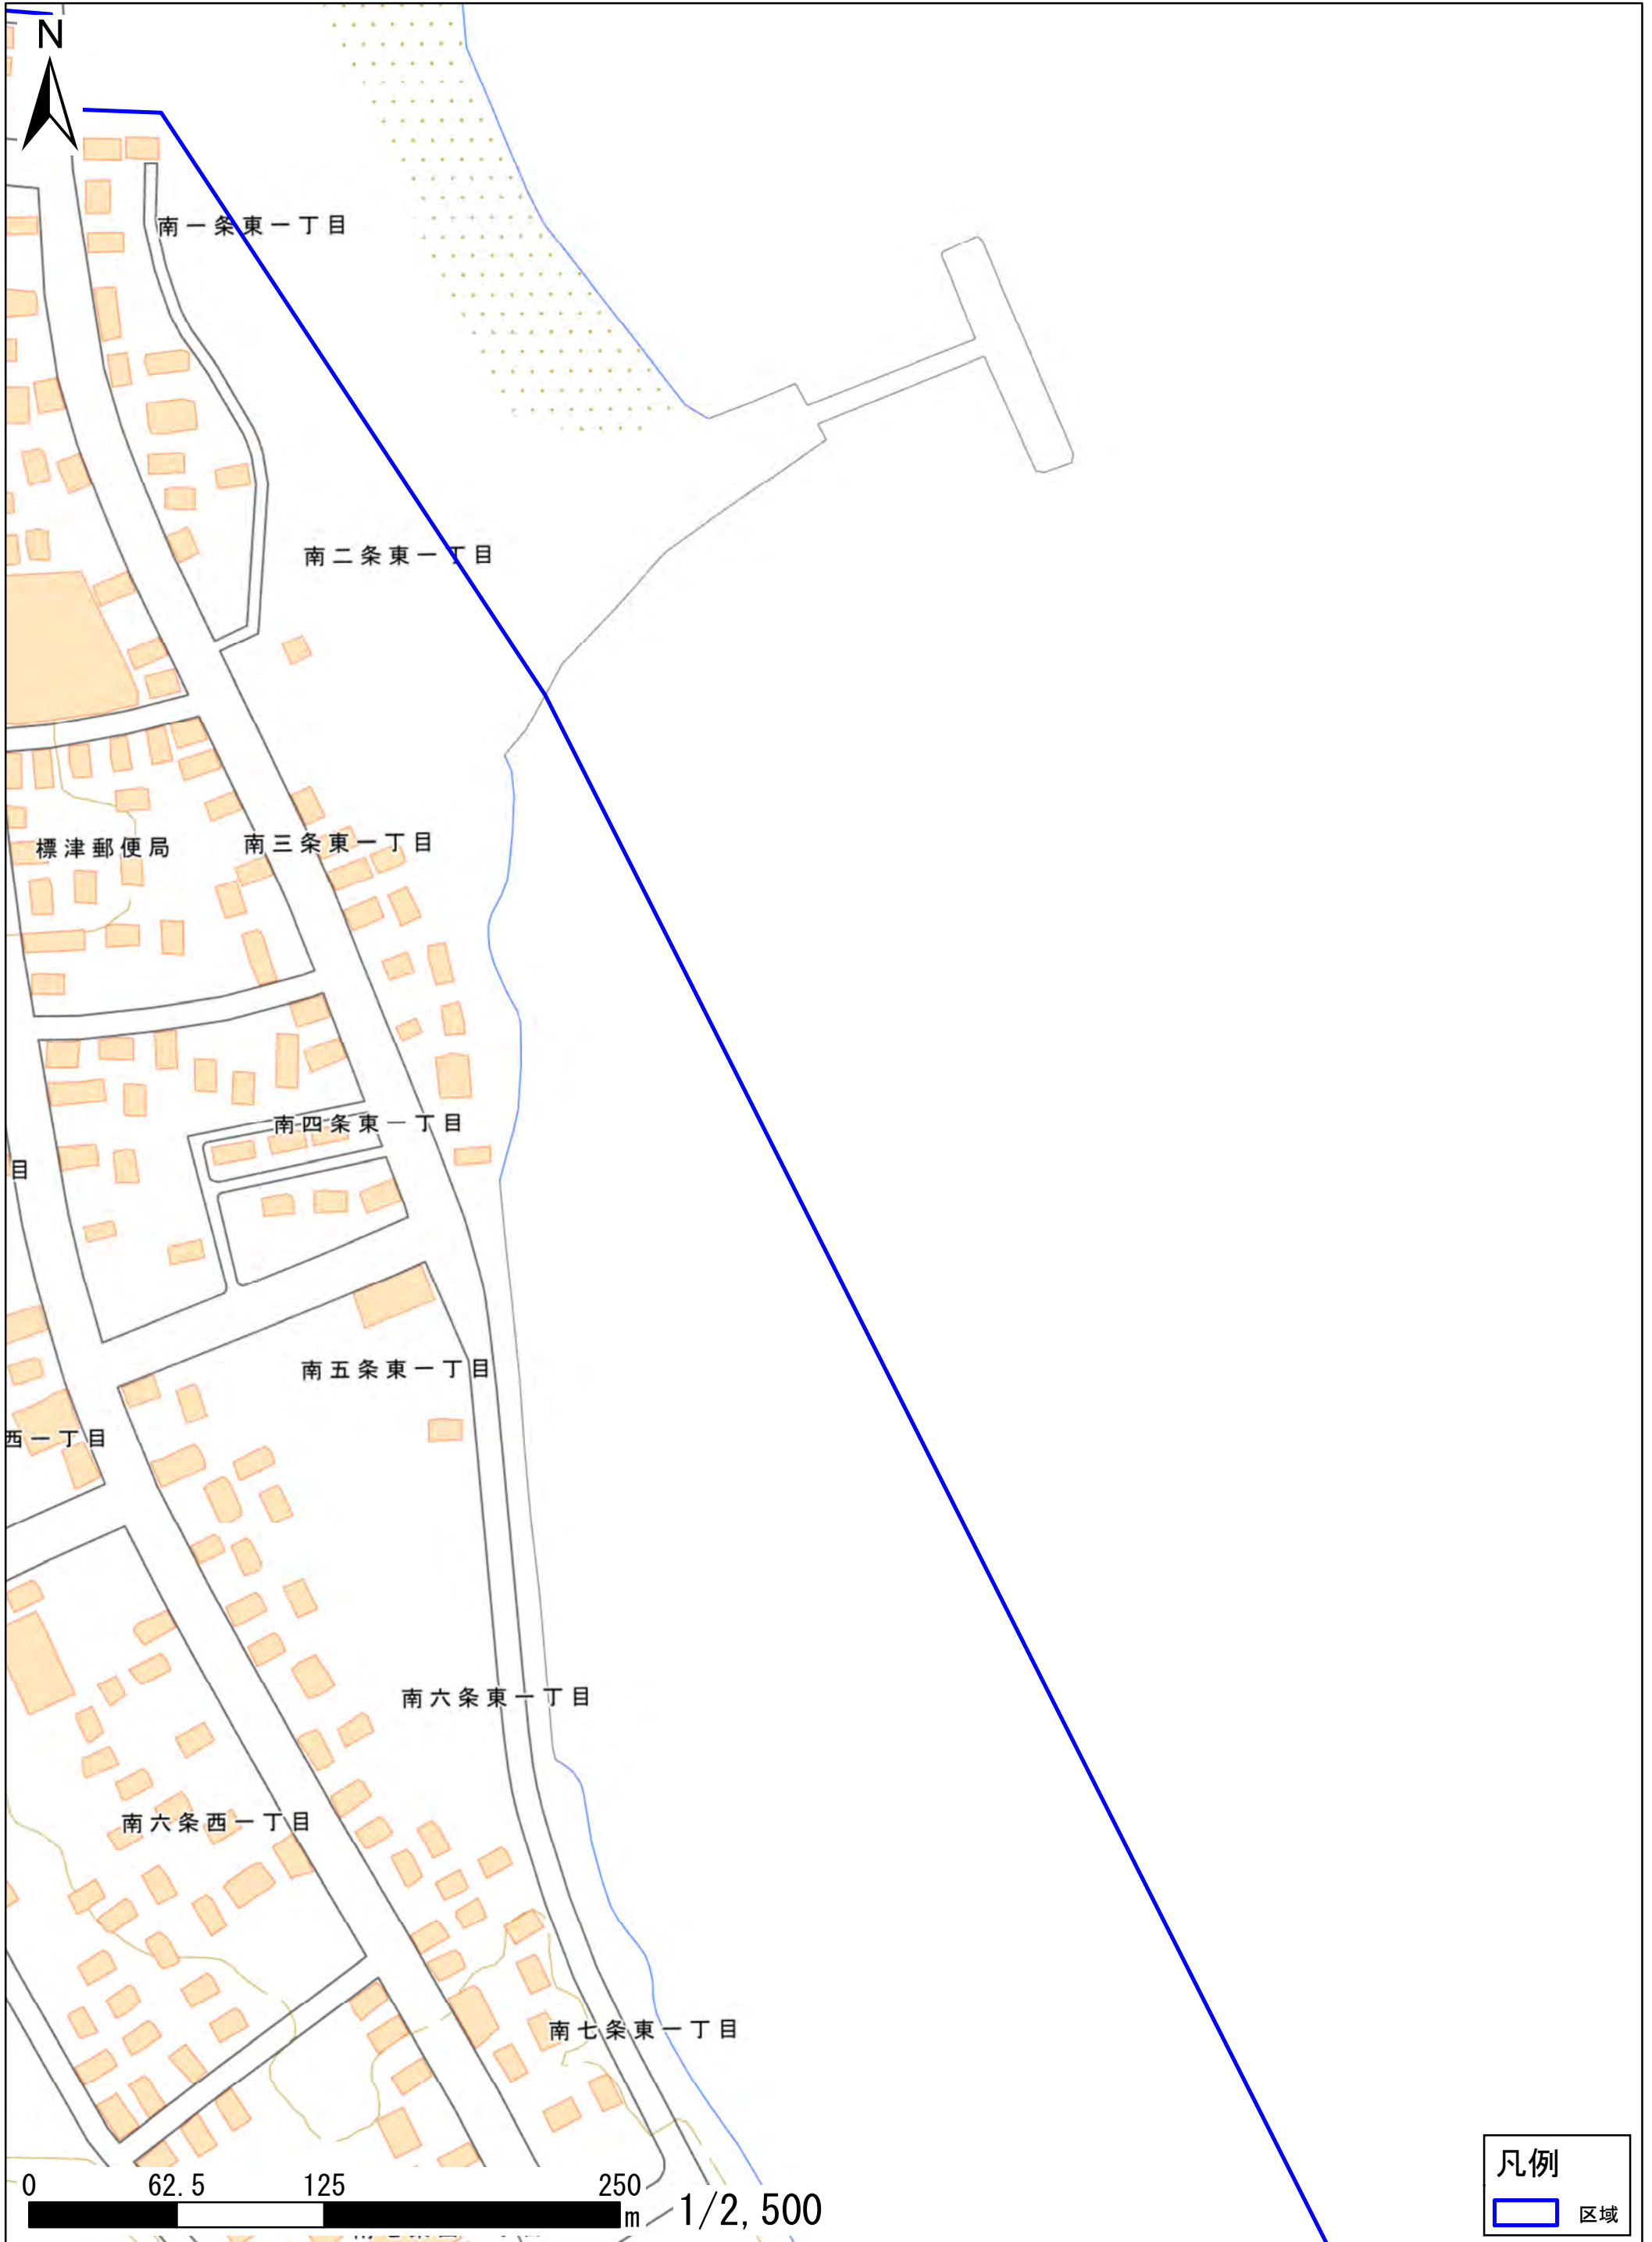 N
南一条東一丁目
南二条東一丁目
標津郵便局
南三条東一丁目
南四条東一丁目
目
南五条東一丁目
西一丁目
南六条東一丁目
南六条西一丁目
南七条東一丁目
凡例
区域
0 62.5 125 250
m
1/2,500